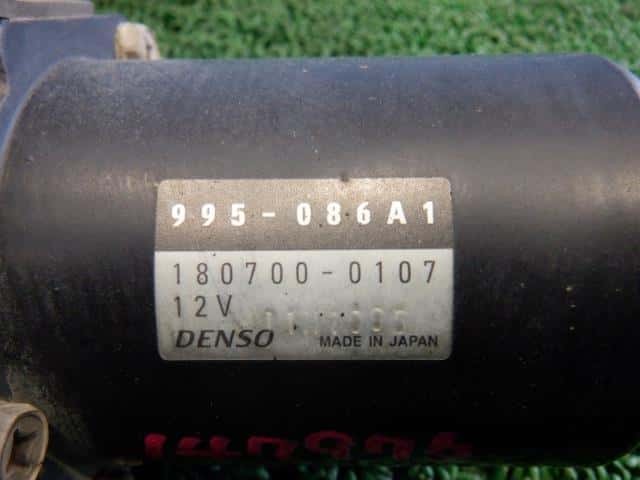 995-086A1
180700-0107
12V
DENSO MADE IN JAPAN